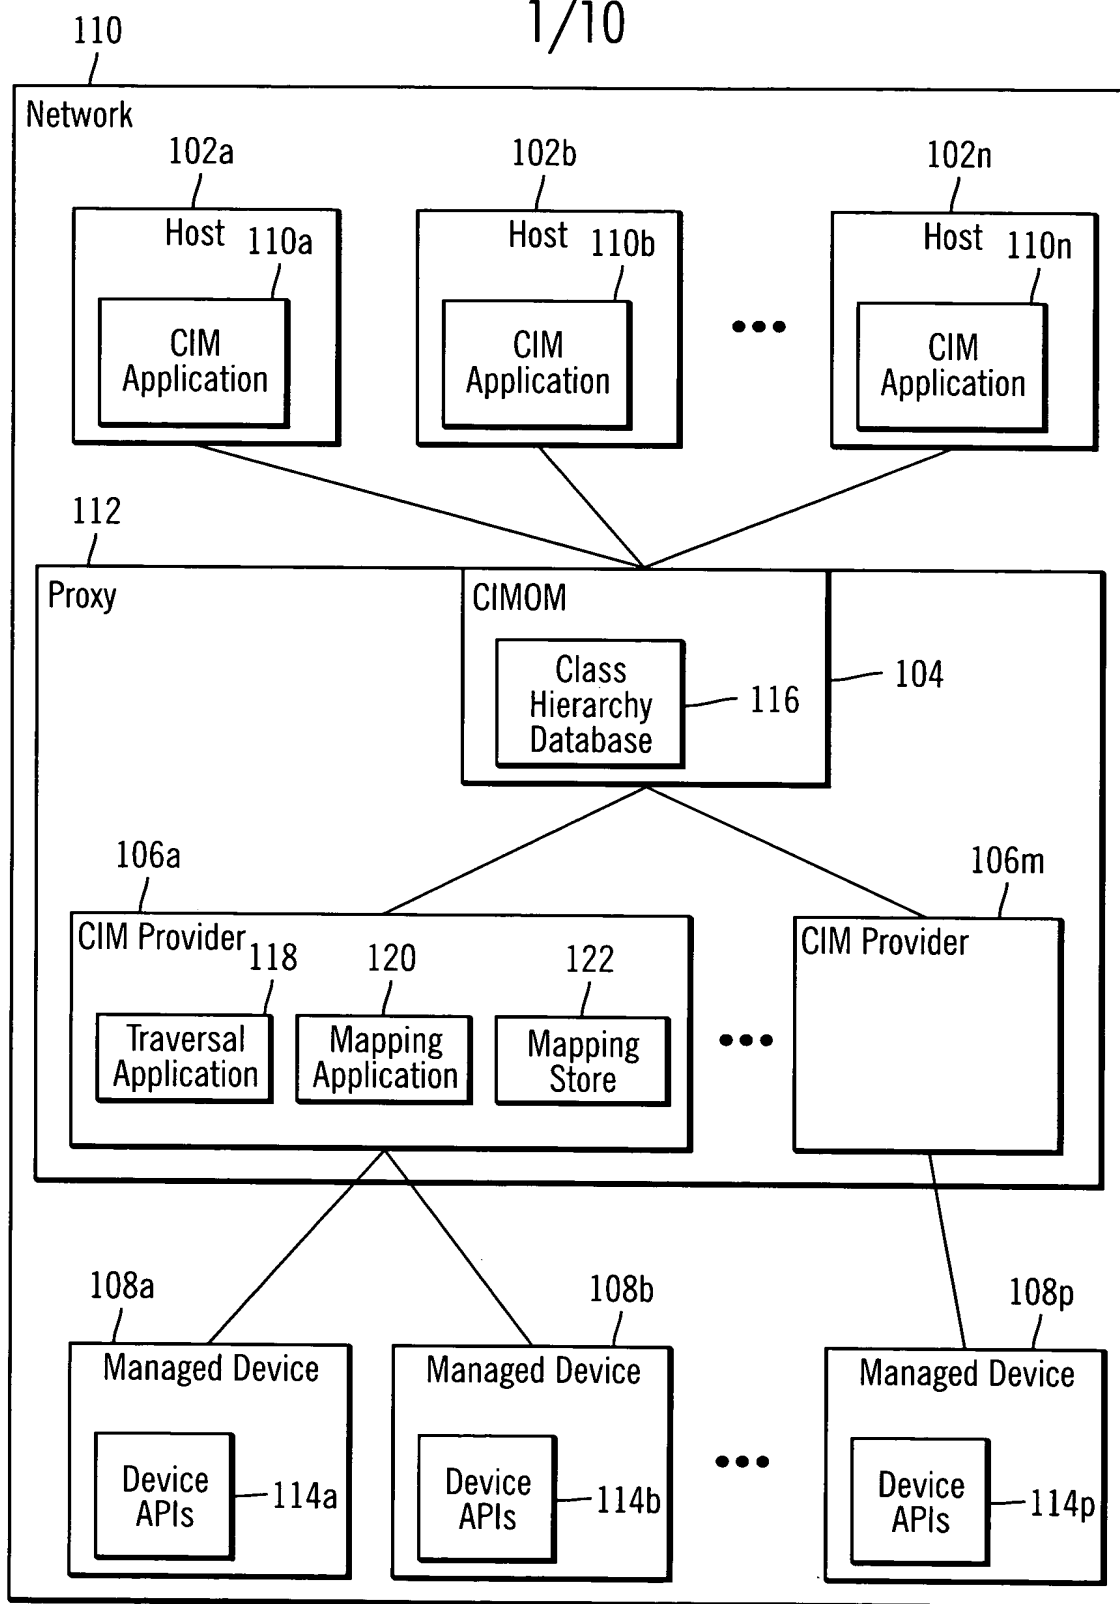 1/10
110
Network
102a
102b
102n
Host
Host
Host
110a
110b
110n
CIM
Application
CIM
Application
CIM
Application
112
Proxy
CIMOM
Class
Hierarchy
Database
104
116
106a
106m
CIM Provider
CIM Provider
118
120
122
Traversal
Application
Mapping
Application
Mapping
Store
108a
108b
108p
Managed Device
Managed Device
Managed Device
Device
APIs
114a
Device
APIs
114b
Device
APIs
114p